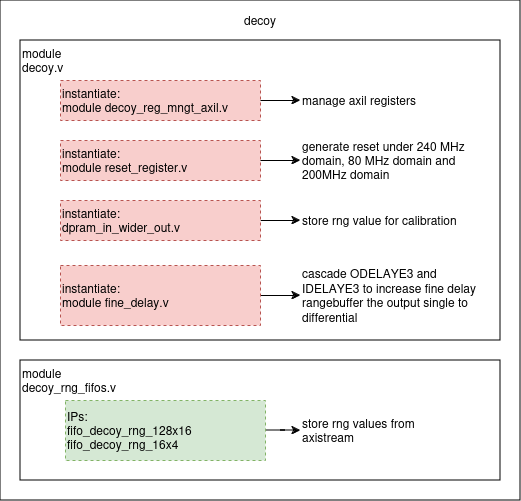 decoy
module
decoy.v
instantiate:
module decoy_reg_mngt_axil.v
manage axil registers
instantiate:
module reset_register.v
generate reset under 240 MHz
domain, 80 MHz domain and
200MHz domain
instantiate:
dpram_in_wider_out.v
store rng value for calibration
instantiate:
module fine_delay.v
cascade ODELAYE3 and
IDELAYE3 to increase fine delay
rangebuffer the output single to
differential
module
decoy_rng_fifos.v
IPs:
fifo_decoy_rng_128x16
fifo_decoy_rng_16x4
store rng values from
axistream